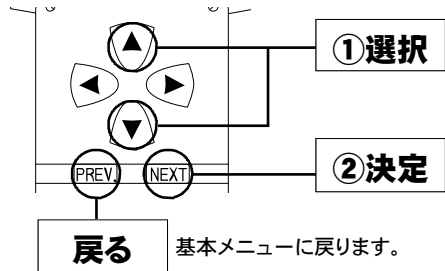 ①選択
PREV.
NEXT
②決定
戻る
基本メニューに戻ります。